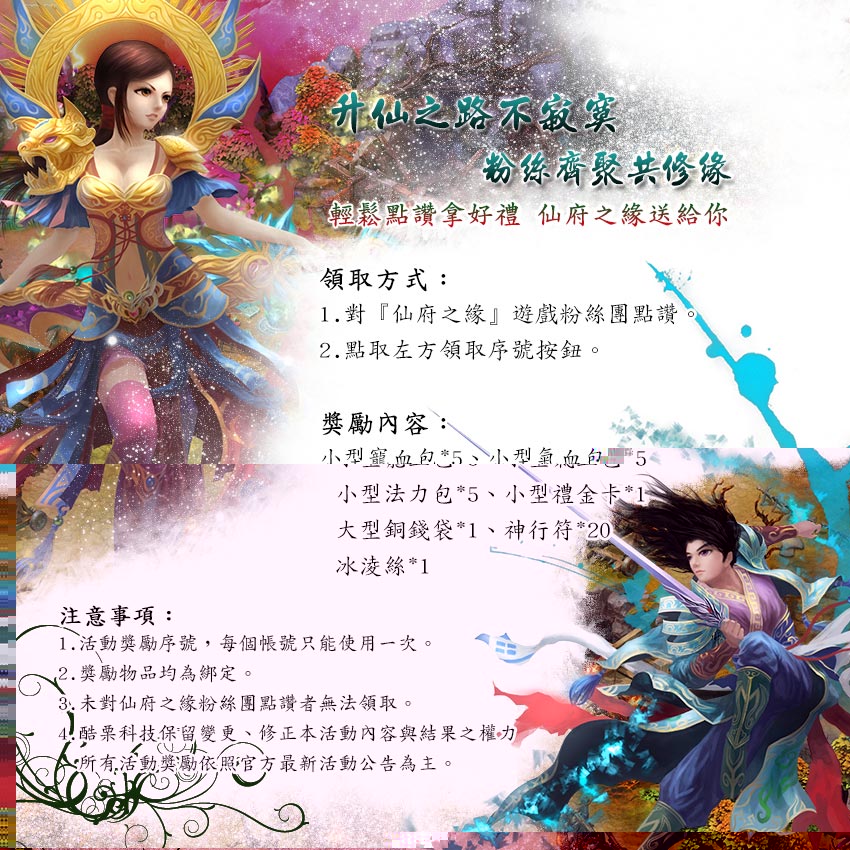 升仙之路不寂寞
粉絲齊聚共修緣
輕鬆點讚拿好禮 仙府之緣送給你
領取方式：
1.對『仙府之緣』遊戲粉絲團點讚。
2.點取左方領取序號按鈕。
獎勵內容：
小型寵血包*5、小型氣血包*5
小型法力包*5、小型禮金卡*1
大型銅錢袋*1、神行符*20
冰凌絲*1
注意事項：
1.活動獎勵序號，每個帳號只能使用一次。
2.獎勵物品均為綁定。
3.未對仙府之緣粉絲團點讚者無法領取。
4.酷栗科技保留變更、修正本活動內容與結果之權力
所有活動獎勵依照官方最新活動公告為主。